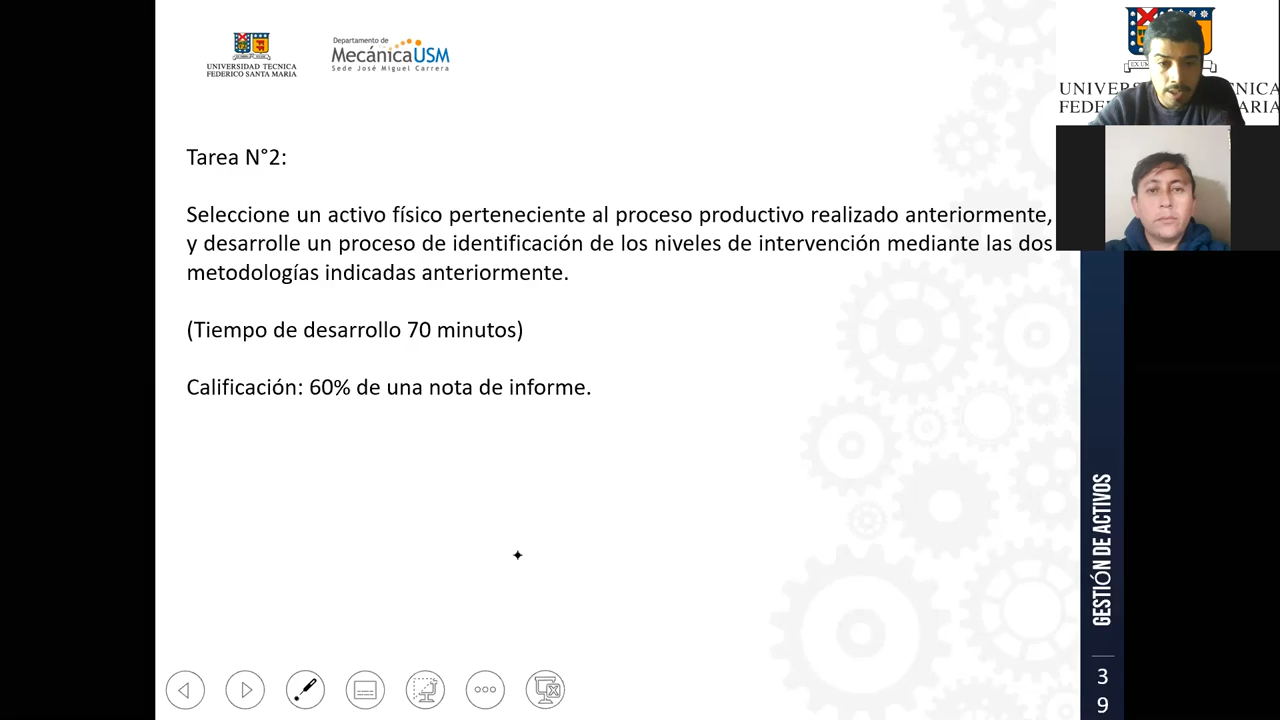 UNIVERSIDAD TECNICA
FEDERICO SANTA MARIA
Departamento de
MecánicaUSM
Sede José Miguel Carrera
Tarea N°2:
Seleccione un activo físico perteneciente al proceso productivo realizado anteriormente,
y desarrolle un proceso de identificación de los niveles de intervención mediante las dos
metodologías indicadas anteriormente.
(Tiempo de desarrollo 70 minutos)
Calificación: 60% de una nota de informe.
GESTIÓN DE ACTIVOS
3
9